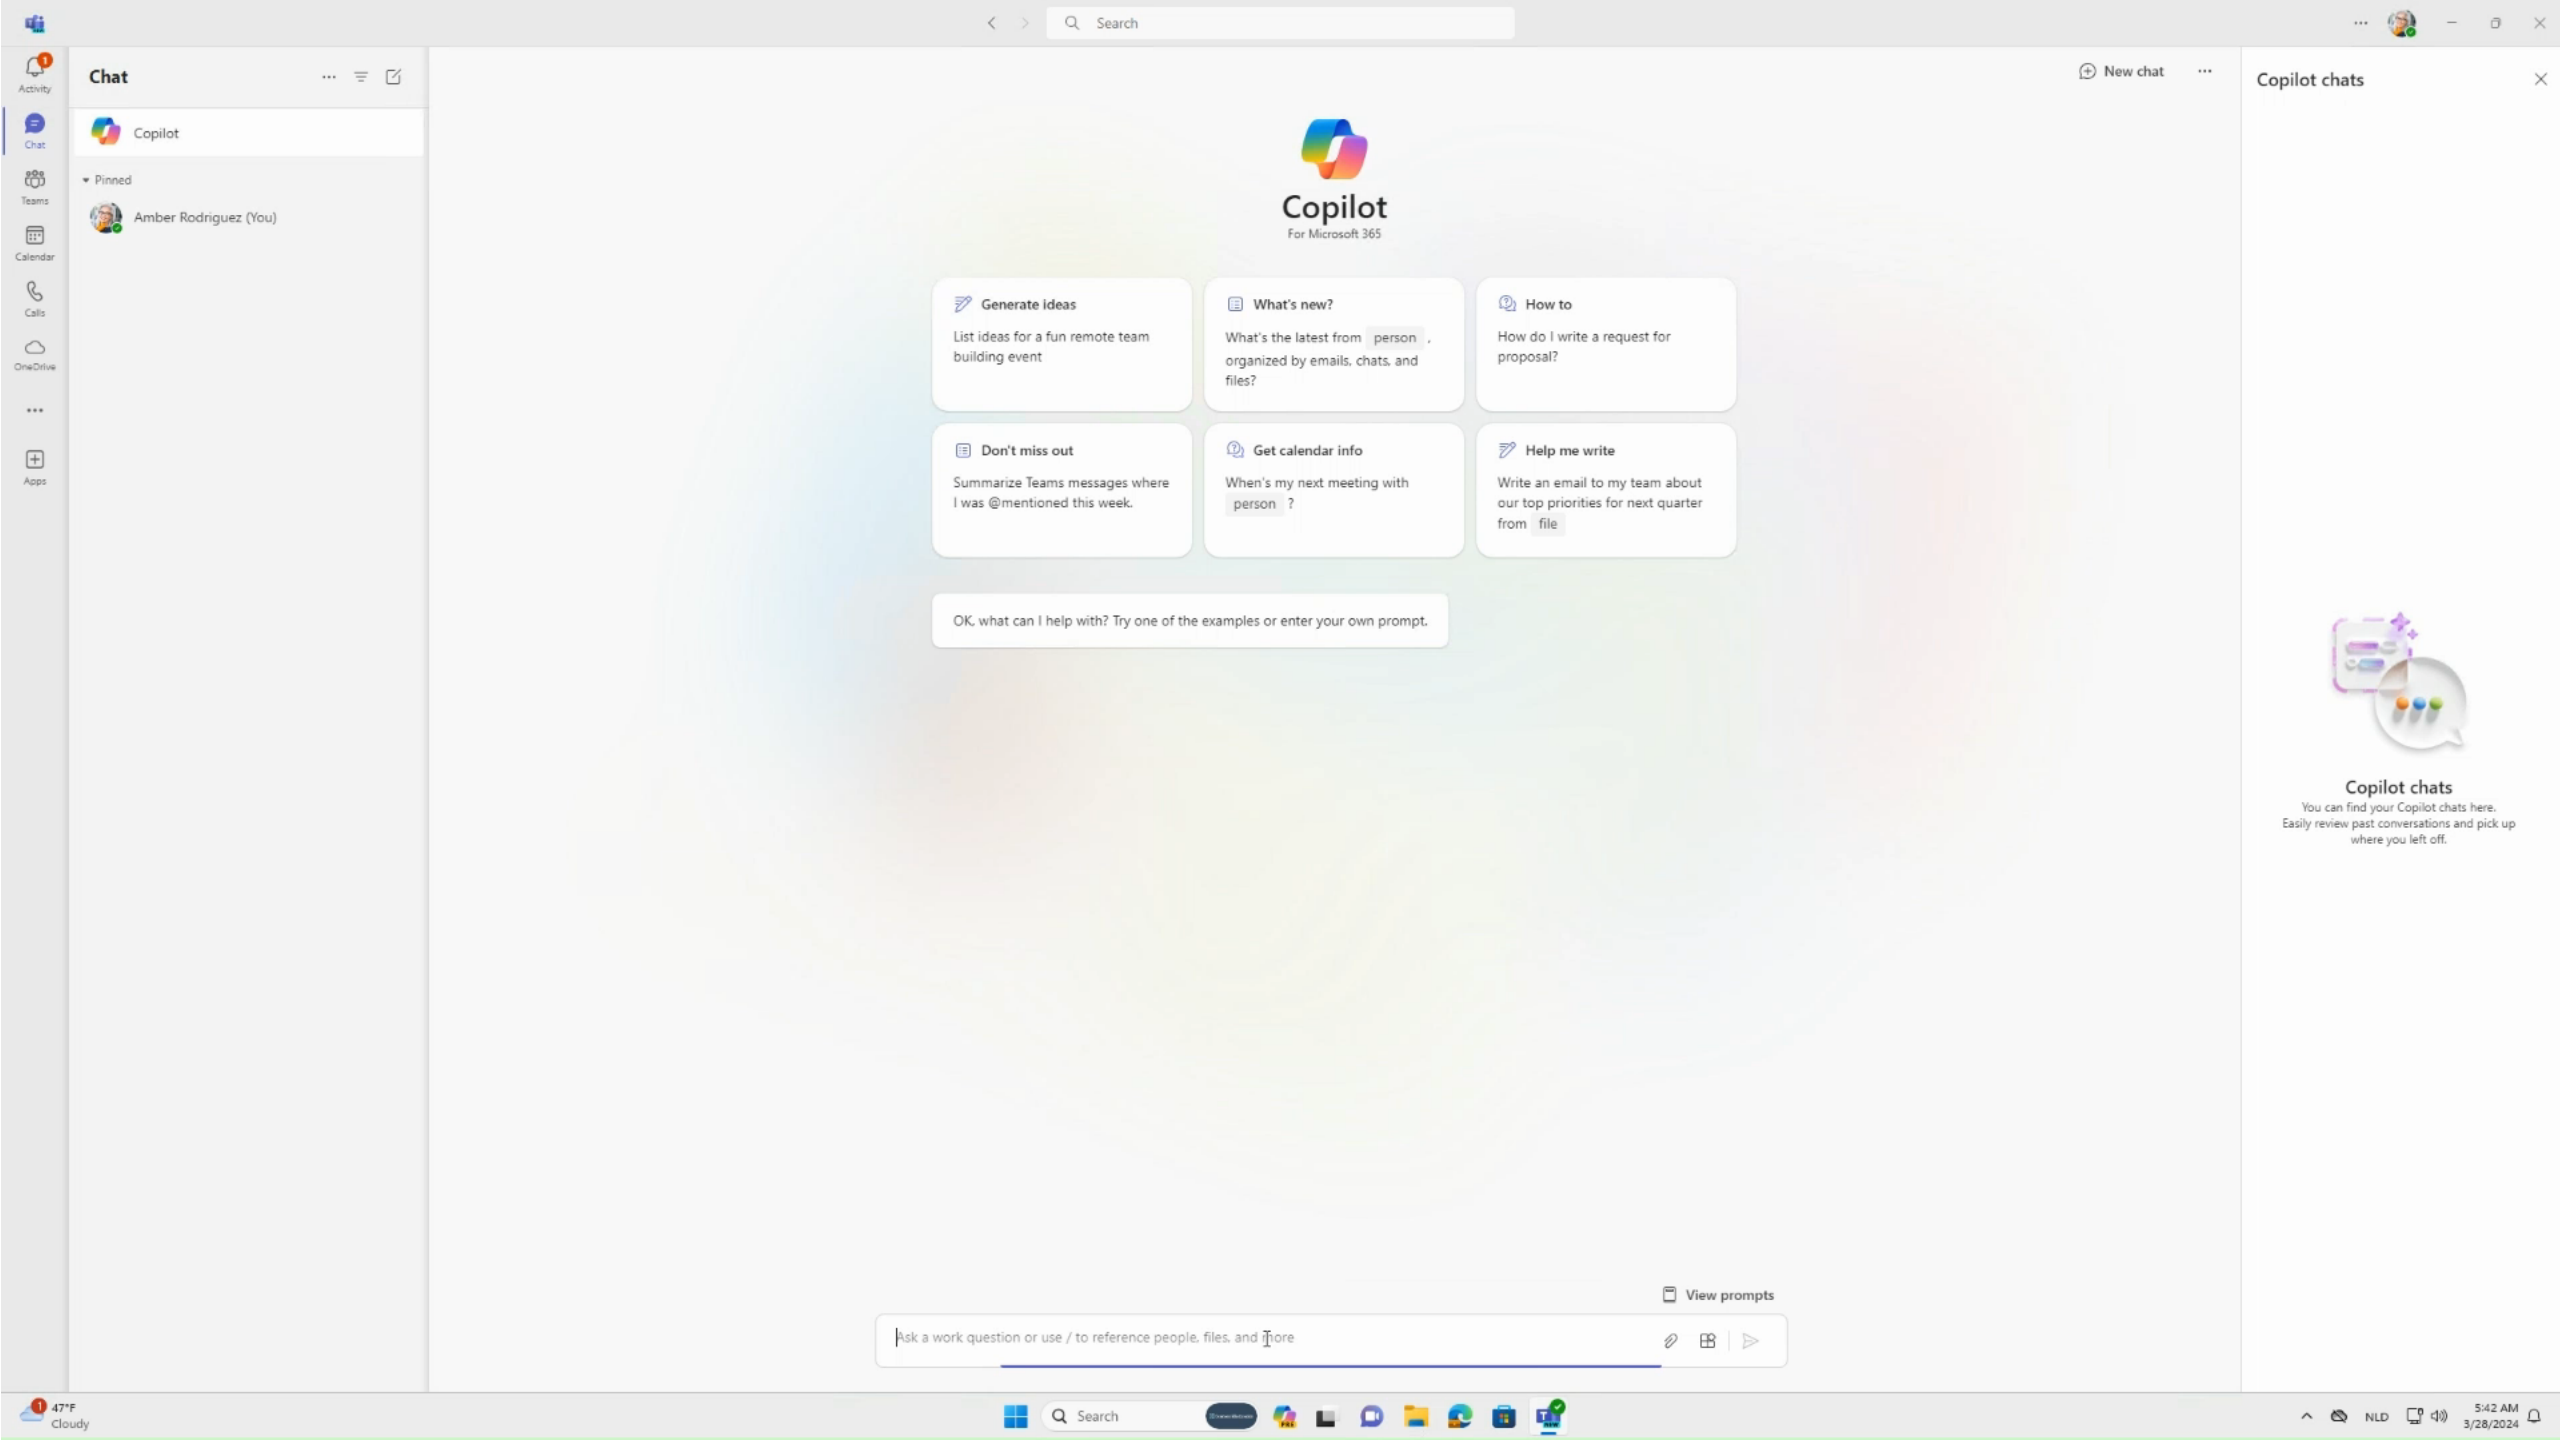 Search
1
Activity
Chat
Teams
Calendar
Calls
OneDrive
Apps
Chat
Copilot
Pinned
Amber Rodriguez (You)
New chat
Copilot
For Microsoft 365
Generate ideas
List ideas for a fun remote team
building event
What's new?
What's the latest from person ,
organized by emails, chats, and
files?
How to
How do I write a request for
proposal?
Don't miss out
Summarize Teams messages where
I was @mentioned this week.
Get calendar info
When's my next meeting with
person ?
Help me write
Write an email to my team about
our top priorities for next quarter
from file
OK, what can I help with? Try one of the examples or enter your own prompt.
View prompts
Ask a work question or use / to reference people, files, and more
Copilot chats
Copilot chats
You can find your Copilot chats here.
Easily review past conversations and pick up
where you left off.
1
47°F
Cloudy
Search
PRE
NEW
NLD
5:42 AM
3/28/2024